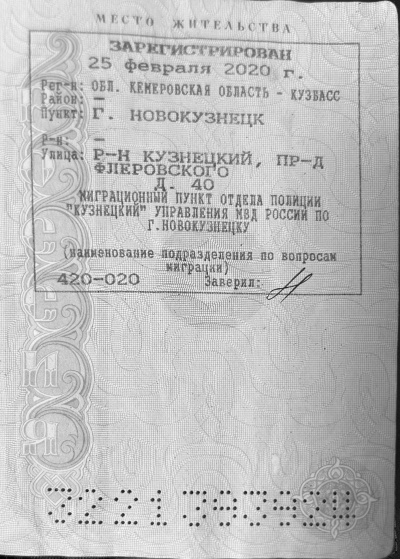 МЕСТО ЖИТЕЛЬСТВА
ЗАРЕГИСТРИРОВАН
25 февраля 2020 г.
Рег-н: ОБЛ. КЕМЕРОВСКАЯ ОБЛАСТЬ - КУЗБАСС
Район: —
Пункт: Г. НОВОКУЗНЕЦК
Р-н: —
Улица: Р-Н КУЗНЕЦКИЙ, ПР-Д
ФЛЕРОВСКОГО
Д. 40
МИГРАЦИОННЫЙ ПУНКТ ОТДЕЛА ПОЛИЦИИ
"КУЗНЕЦКИЙ" УПРАВЛЕНИЯ МВД РОССИИ ПО
Г.НОВОКУЗНЕЦКУ
(наименование подразделения по вопросам
миграции)
420-020 Заверил: